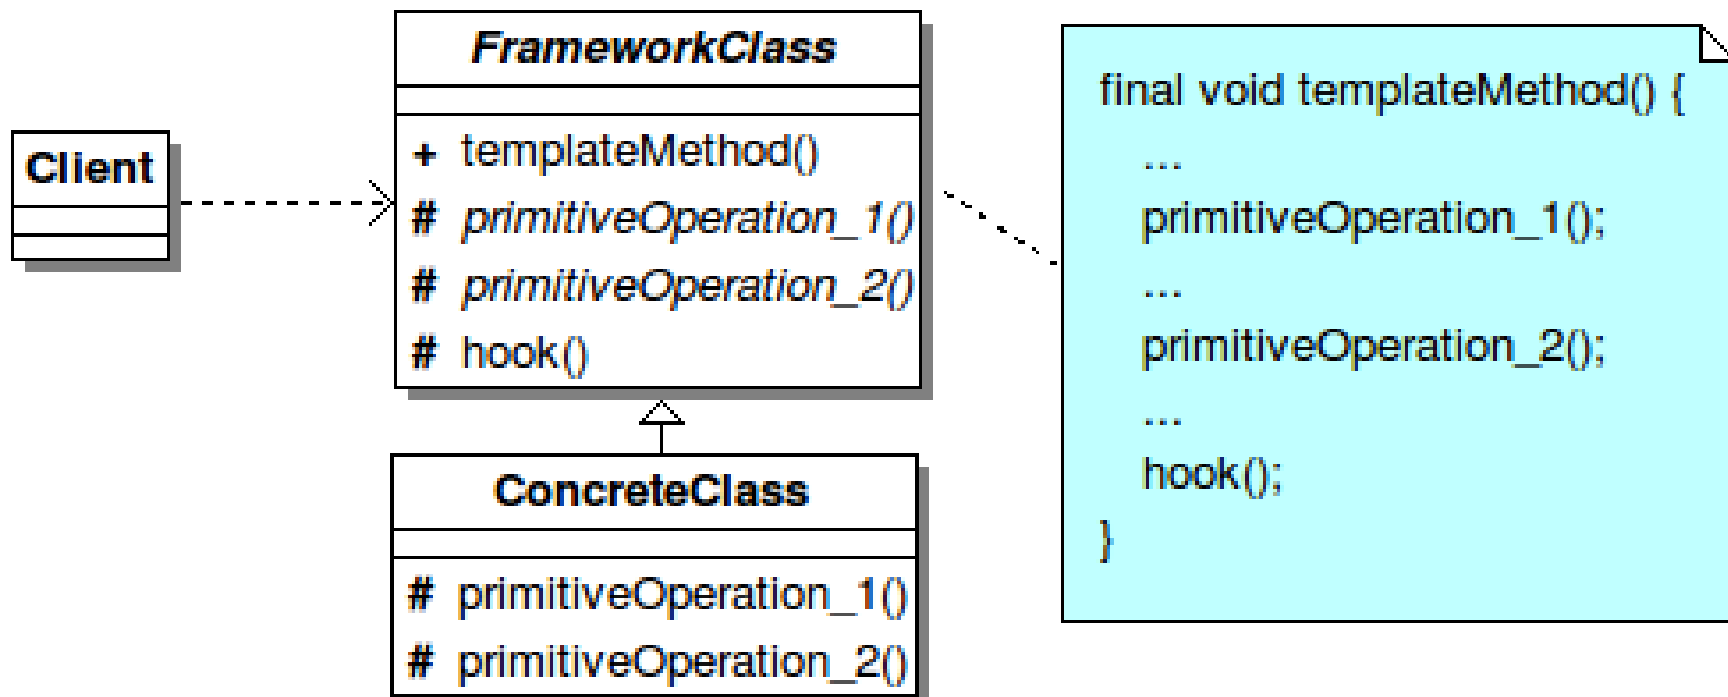 FrameworkClass
+ templateMethod()
# primitiveOperation_1()
# primitiveOperation_2()
# hook()
Client
ConcreteClass
# primitiveOperation_1()
# primitiveOperation_2()
final void templateMethod() {
...
primitiveOperation_1();
...
primitiveOperation_2();
...
hook();
}